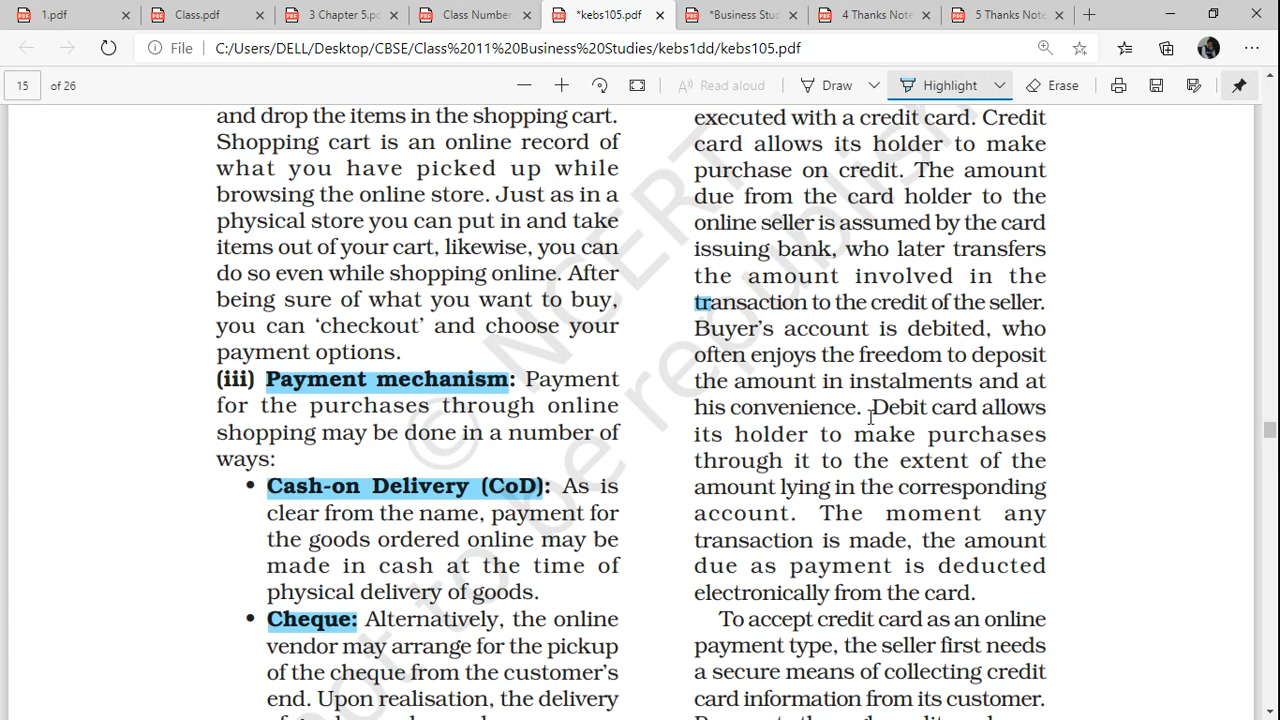 1.pdf
Class.pdf
3 Chapter 5.pd
Class Number
*kebs105.pdf
*Business Stud
4 Thanks Note
5 Thanks Note
File
C:/Users/DELL/Desktop/CBSE/Class%2011%20Business%20Studies/kebs1dd/kebs105.pdf
15 of 26
Read aloud
Draw
Highlight
Erase
and drop the items in the shopping cart.
Shopping cart is an online record of
what you have picked up while
browsing the online store. Just as in a
physical store you can put in and take
items out of your cart, likewise, you can
do so even while shopping online. After
being sure of what you want to buy,
you can ‘checkout’ and choose your
payment options.
(iii) Payment mechanism: Payment
for the purchases through online
shopping may be done in a number of
ways:
• Cash-on Delivery (CoD): As is
clear from the name, payment for
the goods ordered online may be
made in cash at the time of
physical delivery of goods.
• Cheque: Alternatively, the online
vendor may arrange for the pickup
of the cheque from the customer’s
end. Upon realisation, the delivery
executed with a credit card. Credit
card allows its holder to make
purchase on credit. The amount
due from the card holder to the
online seller is assumed by the card
issuing bank, who later transfers
the amount involved in the
transaction to the credit of the seller.
Buyer’s account is debited, who
often enjoys the freedom to deposit
the amount in instalments and at
his convenience. Debit card allows
its holder to make purchases
through it to the extent of the
amount lying in the corresponding
account. The moment any
transaction is made, the amount
due as payment is deducted
electronically from the card.
To accept credit card as an online
payment type, the seller first needs
a secure means of collecting credit
card information from its customer.
© NCERT
not to be republish